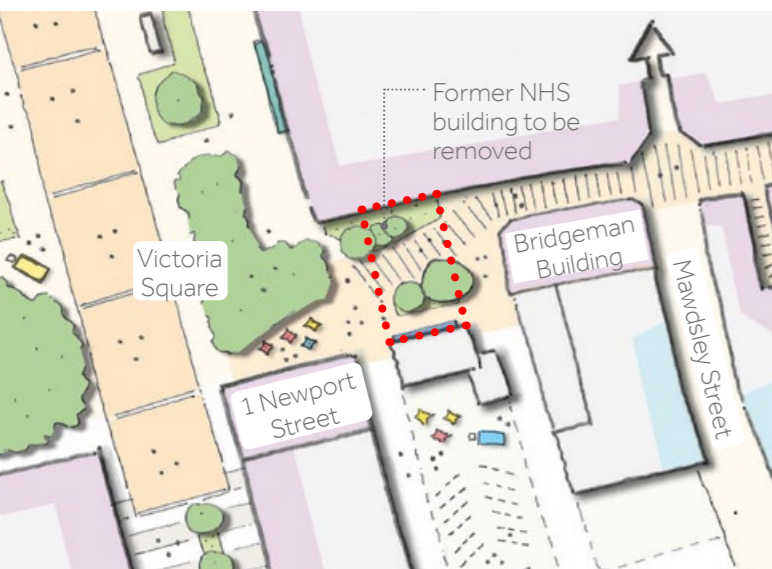 Former NHS
building to be
removed
Victoria
Square
Bridgeman
Building
Mawdsley Street
1 Newport
Street